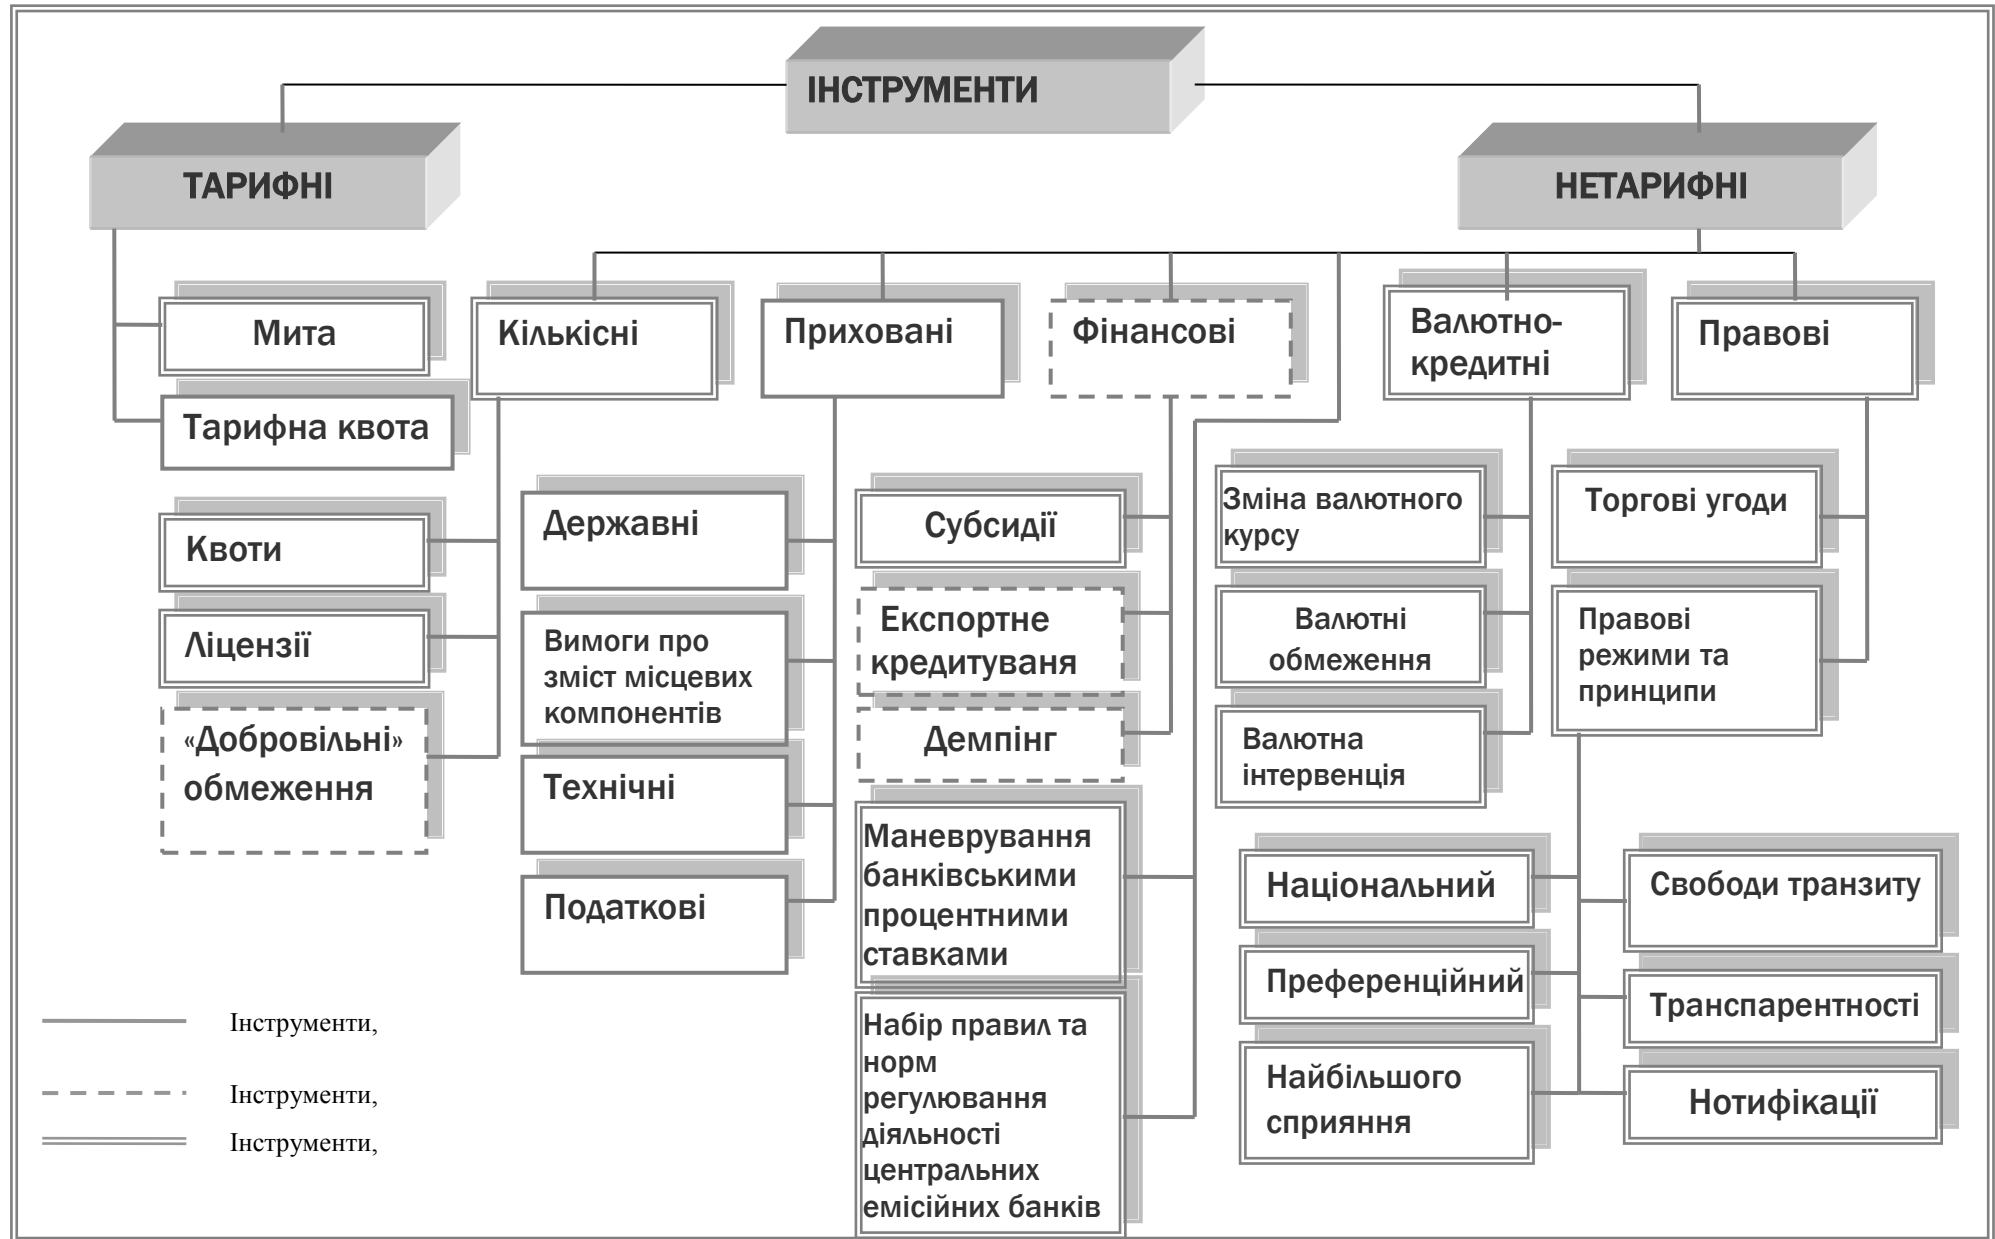 ІНСТРУМЕНТИ
ТАРИФНІ
НЕТАРИФНІ
Мита
Тарифна квота
Кількісні
Приховані
Фінансові
Валютно-
кредитні
Правові
Квоти
Ліцензії
«Добровільні»
обмеження
Державні
Вимоги про
зміст місцевих
компонентів
Технічні
Податкові
Субсидії
Експортне
кредитуваня
Демпінг
Маневрування
банківськими
процентними
ставками
Набір правил та
норм
регулювання
діяльності
центральних
емісійних банків
Зміна валютного
курсу
Валютні
обмеження
Валютна
інтервенція
Торгові угоди
Правові
режими та
принципи
Національний
Преференційний
Найбільшого
сприяння
Свободи транзиту
Транспарентності
Нотифікації
Інструменти,
Інструменти,
Інструменти,